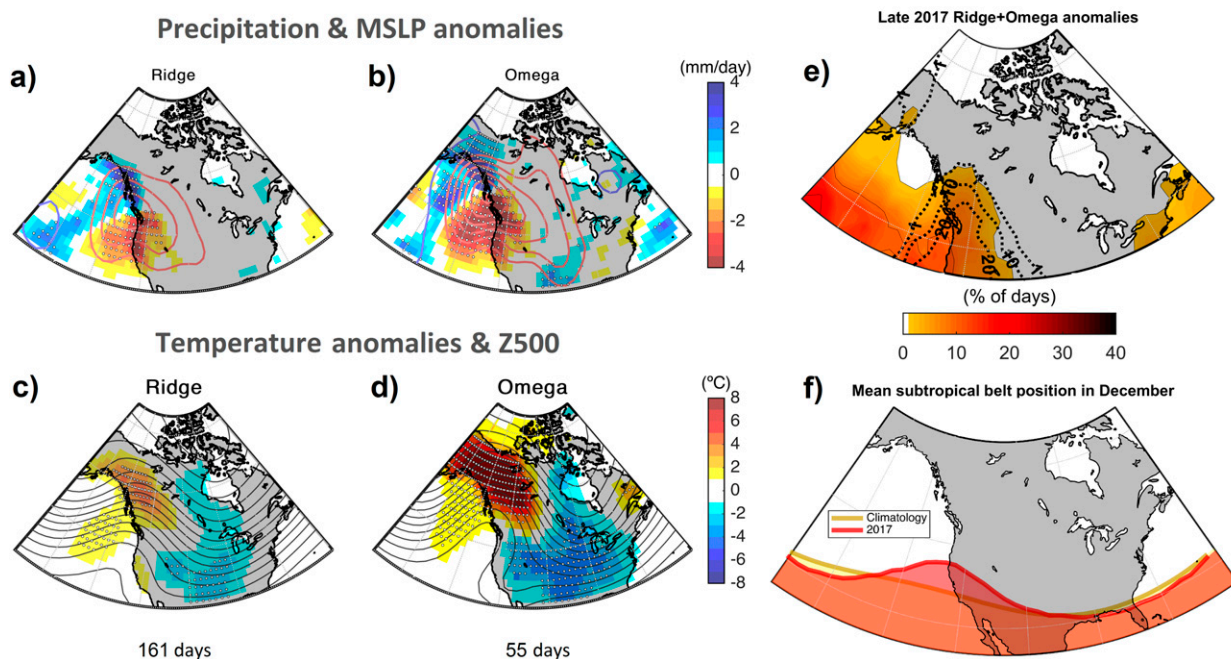 Precipitation & MSLP anomalies
a)
Ridge
b)
Omega
(mm/day)
4
2
0
-2
-4
Late 2017 Ridge+Omega anomalies
e)
2σ
(% of days)
0 10 20 30 40
Temperature anomalies & Z500
c)
Ridge
d)
Omega
(ºC)
8
6
4
2
0
-2
-4
-6
-8
161 days
55 days
Mean subtropical belt position in December
f)
Climatology
2017